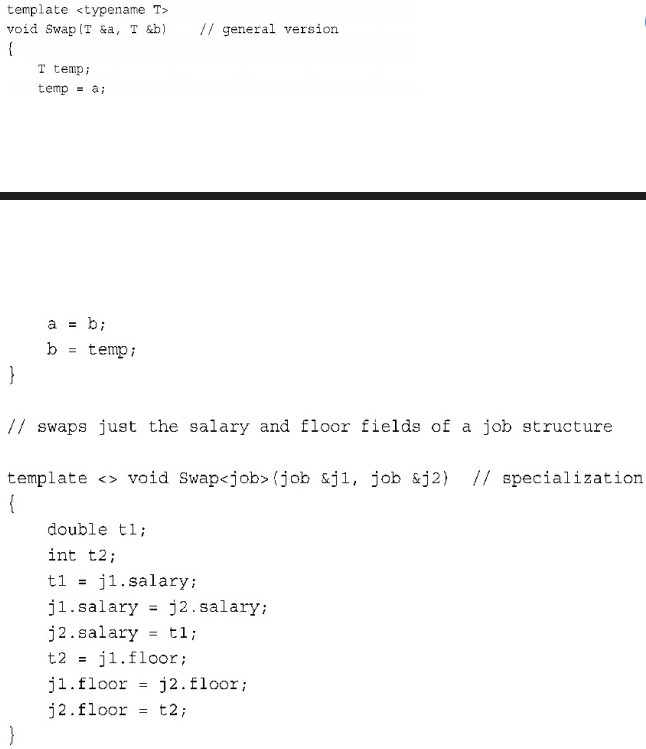 template <typename T>
void Swap(T &a, T &b)    // general version
{
    T temp;
    temp = a;
    a = b;
    b = temp;
}
// swaps just the salary and floor fields of a job structure
template <> void Swap<job>(job &j1, job &j2)  // specialization
{
    double t1;
    int t2;
    t1 = j1.salary;
    j1.salary = j2.salary;
    j2.salary = t1;
    t2 = j1.floor;
    j1.floor = j2.floor;
    j2.floor = t2;
}